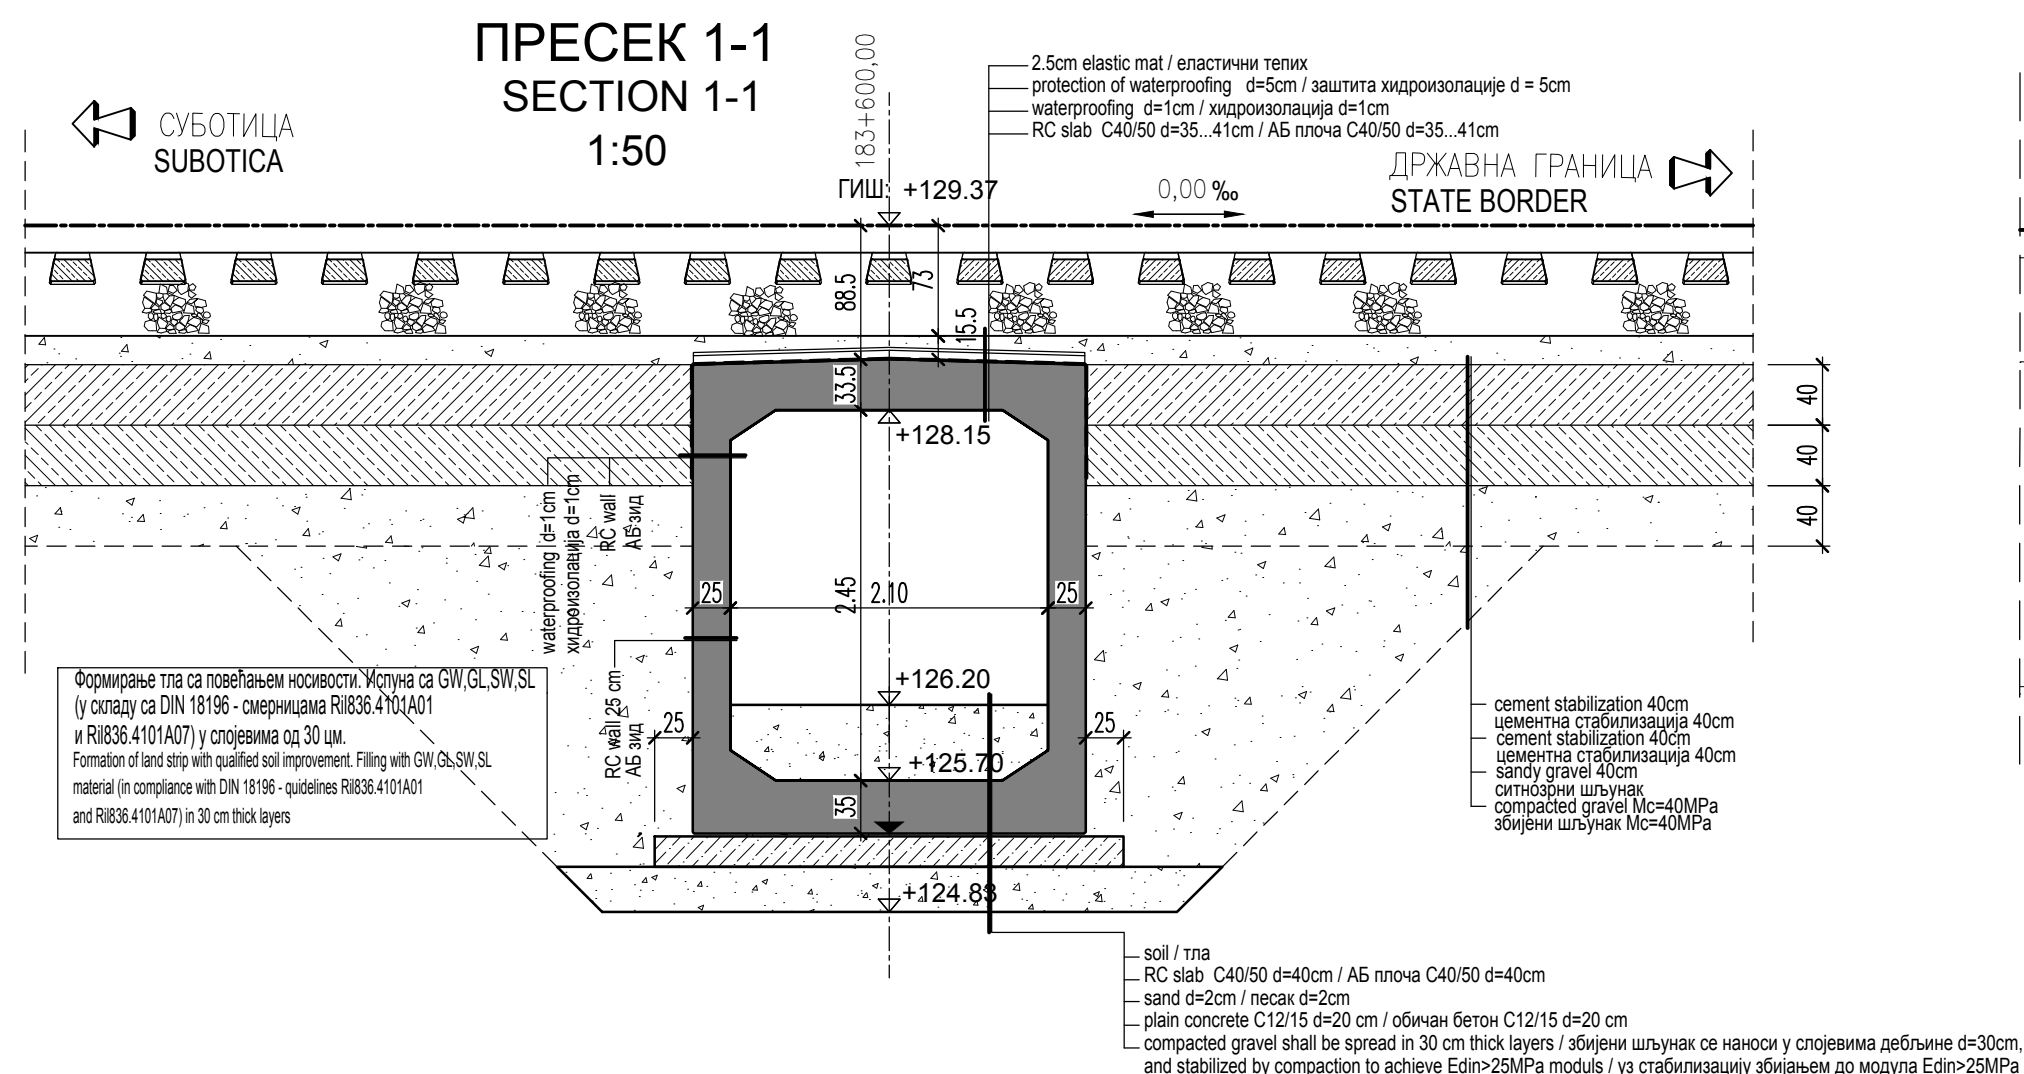 ПРЕСЕК 1-1
SECTION 1-1
1:50
СУБОТИЦА
SUBOTICA
183+600,00
2.5cm elastic mat / еластични тепих
protection of waterproofing d=5cm / заштита хидроизолације d = 5cm
waterproofing d=1cm / хидроизолација d=1cm
RC slab C40/50 d=35...41cm / АБ плоча C40/50 d=35...41cm
ДРЖАВНА ГРАНИЦА
STATE BORDER
ГИШ: +129.37
0,00 ‰
88.5
73
15.5
33.5
+128.15
40
40
40
waterproofing d=1cm
хидроизолација d=1cm
RC wall
АБ зид
25
2.45
2.10
25
RC wall 25 cm
АБ зид
+126.20
25
25
+125.70
35
+124.83
Формирање тла са повећањем носивости. Испуна са GW,GL,SW,SL
(у складу са DIN 18196 - смерницама Ril836.4101A01
и Ril836.4101A07) у слојевима од 30 цм.
Formation of land strip with qualified soil improvement. Filling with GW,GL,SW,SL
material (in compliance with DIN 18196 - quidelines Ril836.4101A01
and Ril836.4101A07) in 30 cm thick layers
cement stabilization 40cm
цементна стабилизација 40cm
cement stabilization 40cm
цементна стабилизација 40cm
sandy gravel 40cm
ситнозрни шљунак
compacted gravel Mc=40MPa
збијени шљунак Mc=40MPa
soil / тла
RC slab C40/50 d=40cm / АБ плоча C40/50 d=40cm
sand d=2cm / песак d=2cm
plain concrete C12/15 d=20 cm / обичан бетон C12/15 d=20 cm
compacted gravel shall be spread in 30 cm thick layers / збијени шљунак се наноси у слојевима дебљине d=30cm,
and stabilized by compaction to achieve Edin>25MPa moduls / уз стабилизацију збијањем до модула Edin>25MPa